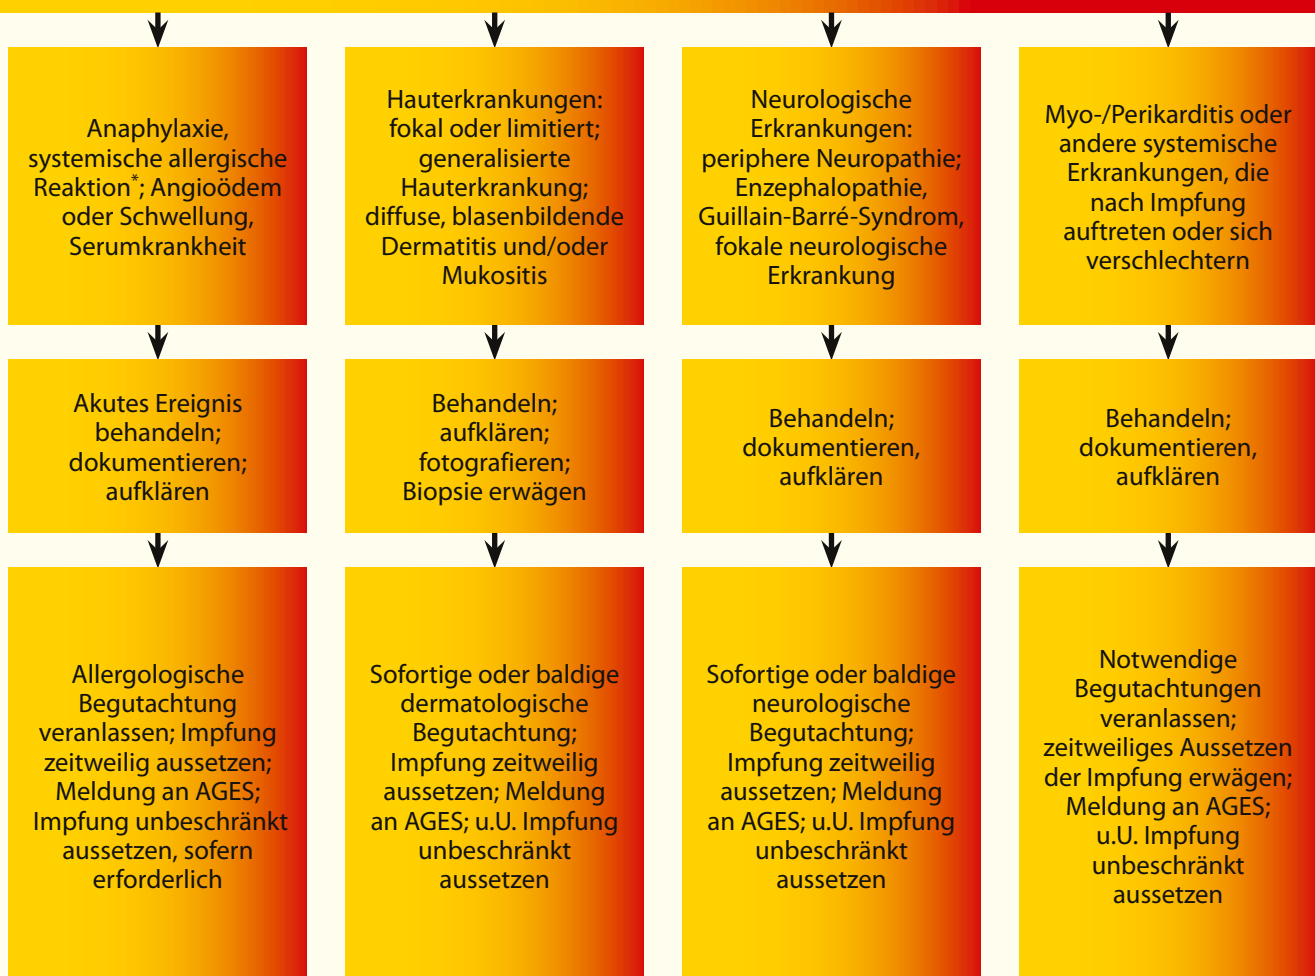 Anaphylaxie,
systemische allergische
Reaktion*; Angioödem
oder Schwellung,
Serumkrankheit
Hauterkrankungen:
fokal oder limitiert;
generalisierte
Hauterkrankung;
diffuse, blasenbildende
Dermatitis und/oder
Mukositis
Neurologische
Erkrankungen:
periphere Neuropathie;
Enzephalopathie,
Guillain-Barré-Syndrom,
fokale neurologische
Erkrankung
Myo-/Perikarditis oder
andere systemische
Erkrankungen, die
nach Impfung
auftreten oder sich
verschlechtern
Akutes Ereignis
behandeln;
dokumentieren;
aufklären
Behandeln;
aufklären;
fotografieren;
Biopsie erwägen
Behandeln;
dokumentieren,
aufklären
Behandeln;
dokumentieren,
aufklären
Allergologische
Begutachtung
veranlassen; Impfung
zeitweilig aussetzen;
Meldung an AGES;
Impfung unbeschränkt
aussetzen, sofern
erforderlich
Sofortige oder baldige
dermatologische
Begutachtung;
Impfung zeitweilig
aussetzen; Meldung
an AGES; u.U. Impfung
unbeschränkt
aussetzen
Sofortige oder baldige
neurologische
Begutachtung;
Impfung zeitweilig
aussetzen; Meldung
an AGES; u.U. Impfung
unbeschränkt
aussetzen
Notwendige
Begutachtungen
veranlassen;
zeitweiliges Aussetzen
der Impfung erwägen;
Meldung an AGES;
u.U. Impfung
unbeschränkt
aussetzen